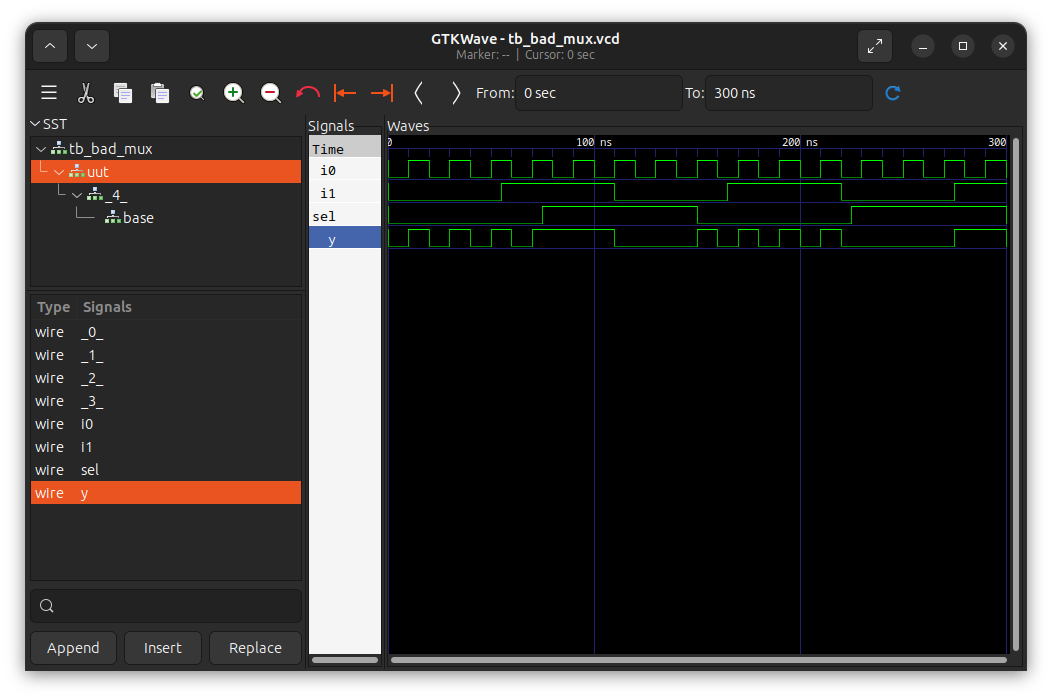 GTKWave - tb_bad_mux.vcd
Marker: -- | Cursor: 0 sec
From: 0 sec To: 300 ns
SST
tb_bad_mux
uut
_4_
base
Type Signals
wire _0_
wire _1_
wire _2_
wire _3_
wire i0
wire i1
wire sel
wire y
Append Insert Replace
Signals
Time
i0
i1
sel
y
Waves
0 100 ns 200 ns 300